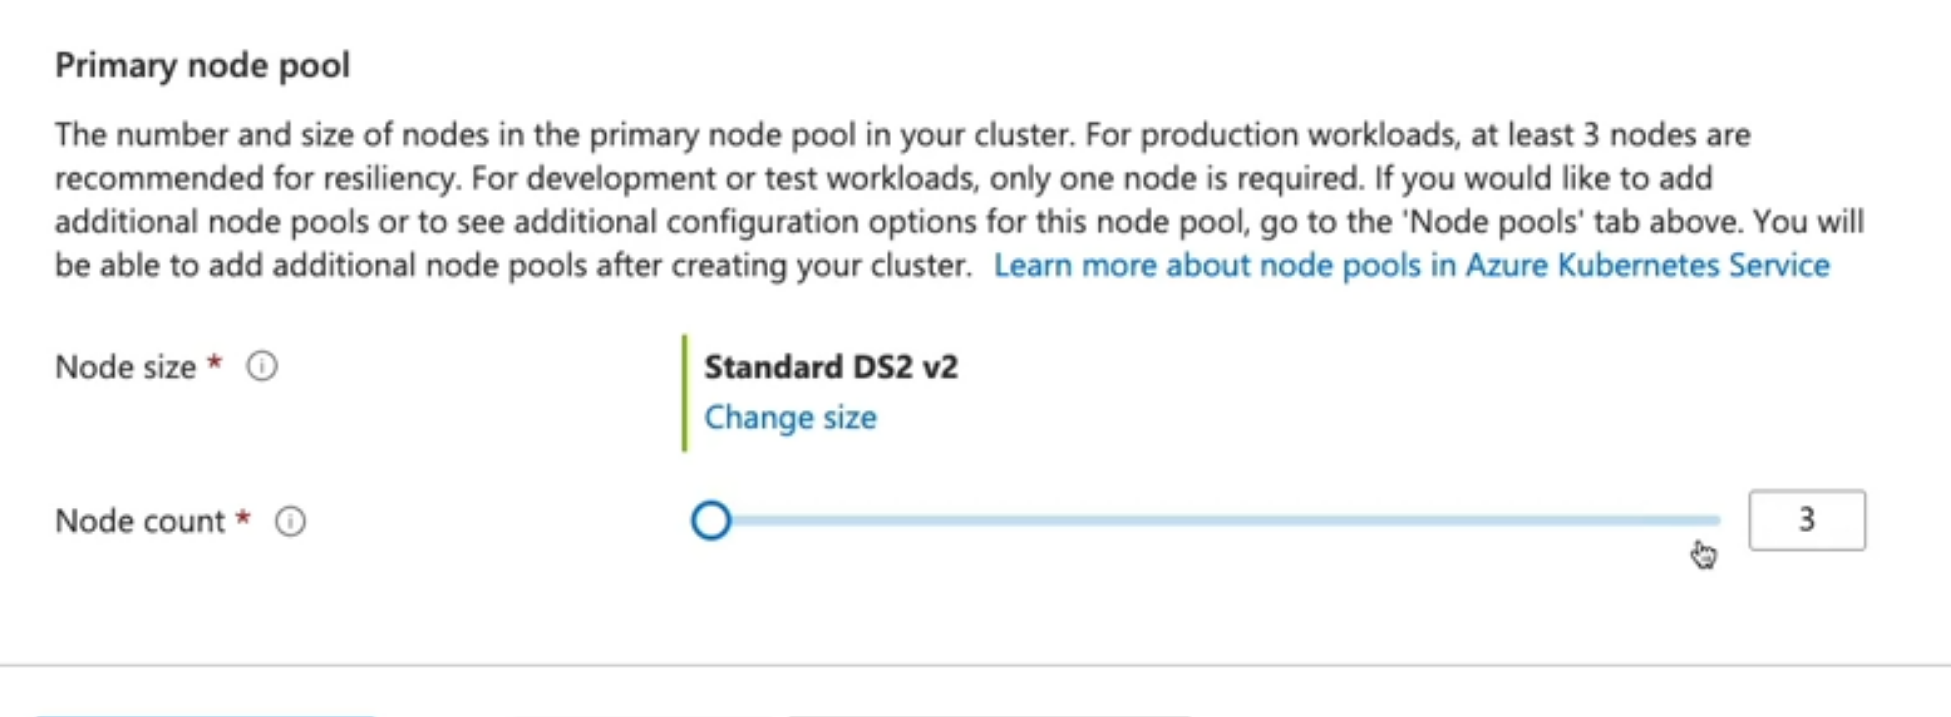 Primary node pool
The number and size of nodes in the primary node pool in your cluster. For production workloads, at least 3 nodes are
recommended for resiliency. For development or test workloads, only one node is required. If you would like to add
additional node pools or to see additional configuration options for this node pool, go to the 'Node pools' tab above. You will
be able to add additional node pools after creating your cluster. Learn more about node pools in Azure Kubernetes Service
Node size * Standard DS2 v2
Change size
Node count * 3